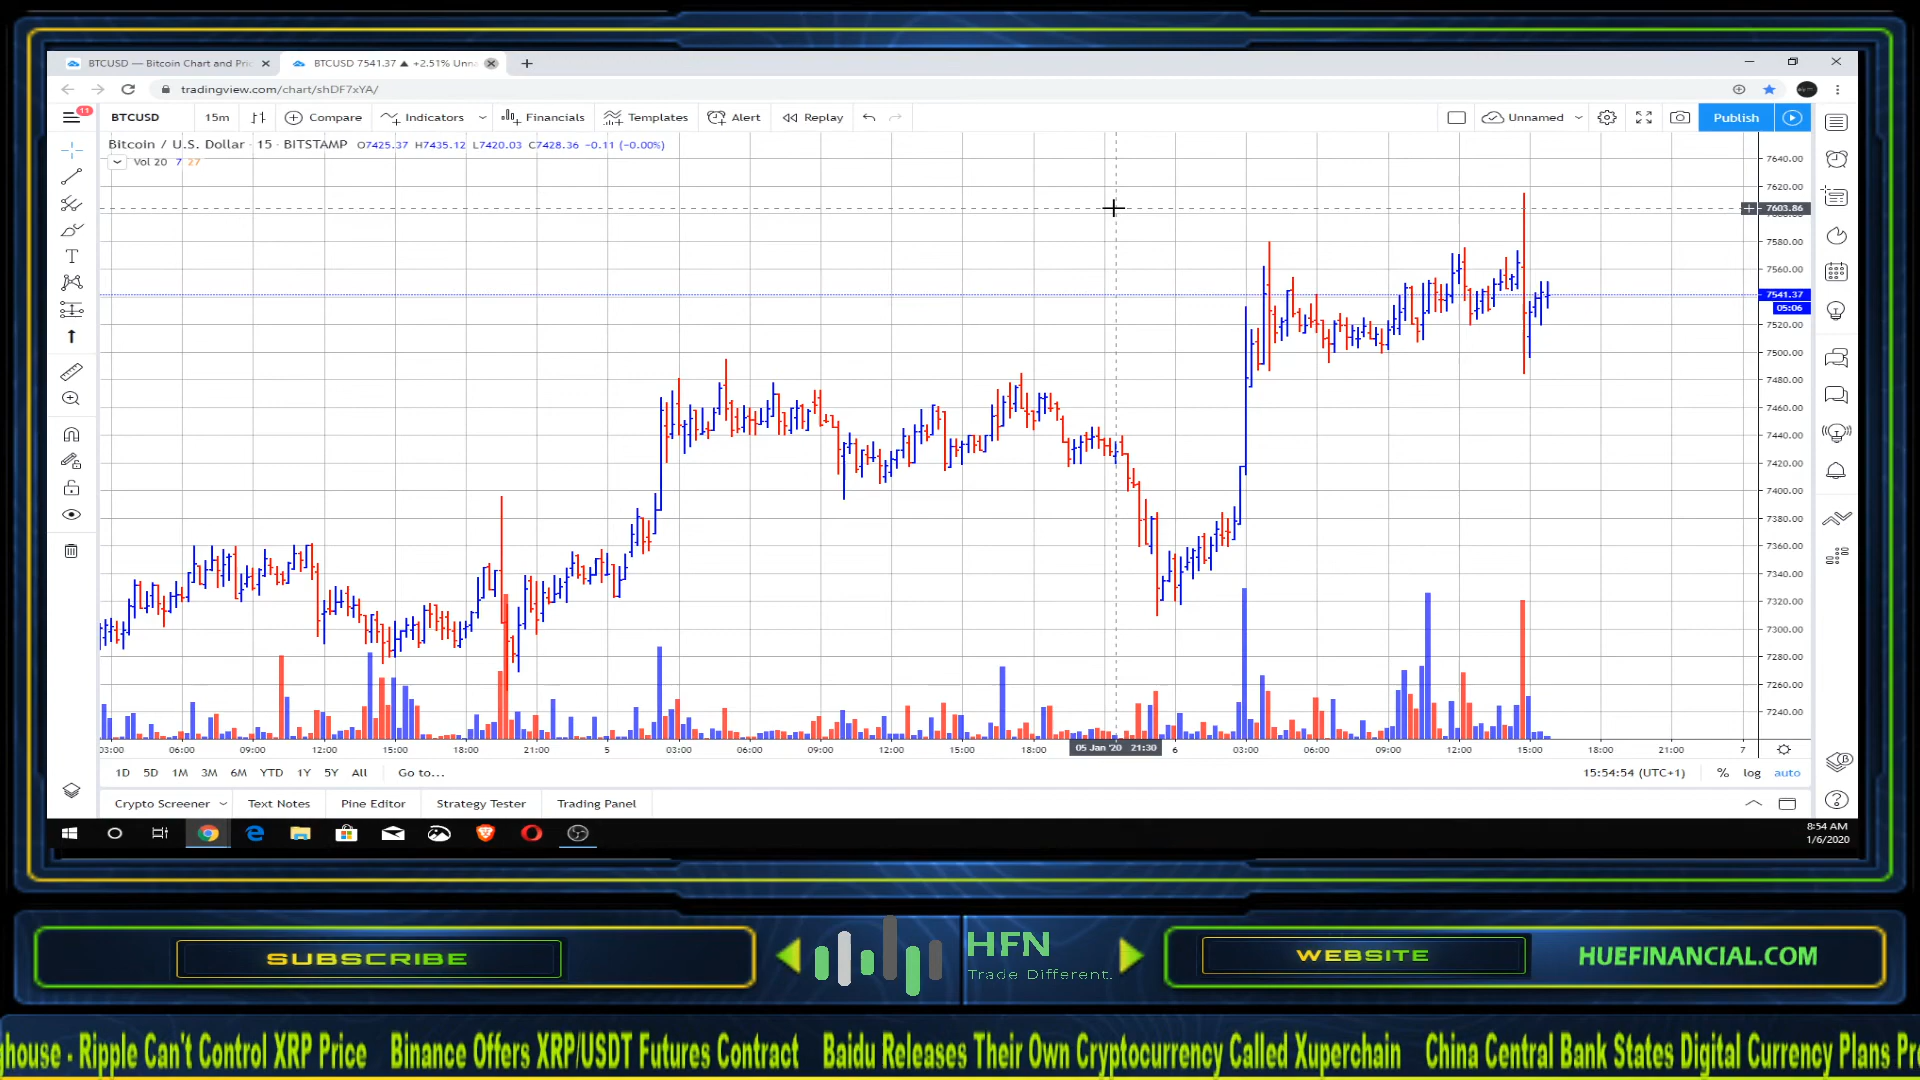 BTCUSD — Bitcoin Chart and Pri
BTCUSD 7541.37 ▲ +2.51% Unna
tradingview.com/chart/shDF7xYA/
11
BTCUSD 15m Compare Indicators Financials Templates Alert Replay Unnamed Publish
Bitcoin / U.S. Dollar · 15 · BITSTAMP O7425.37 H7435.12 L7420.03 C7428.36 −0.11 (−0.00%)
Vol 20 7 27
7640.00
7620.00
7603.86
7580.00
7560.00
7541.37
05:06
7520.00
7500.00
7480.00
7460.00
7440.00
7420.00
7400.00
7380.00
7360.00
7340.00
7320.00
7300.00
7280.00
7260.00
7240.00
03:00 06:00 09:00 12:00 15:00 18:00 21:00 5 03:00 06:00 09:00 12:00 15:00 18:00 05 Jan '20 21:30 6 03:00 06:00 09:00 12:00 15:00 18:00 21:00 7
1D 5D 1M 3M 6M YTD 1Y 5Y All Go to... 15:54:54 (UTC+1) % log auto
Crypto Screener Text Notes Pine Editor Strategy Tester Trading Panel
8:54 AM
1/6/2020
SUBSCRIBE
HFN
Trade Different.
WEBSITE
HUEFINANCIAL.COM
ghouse - Ripple Can't Control XRP Price Binance Offers XRP/USDT Futures Contract Baidu Releases Their Own Cryptocurrency Called Xuperchain China Central Bank States Digital Currency Plans Pr